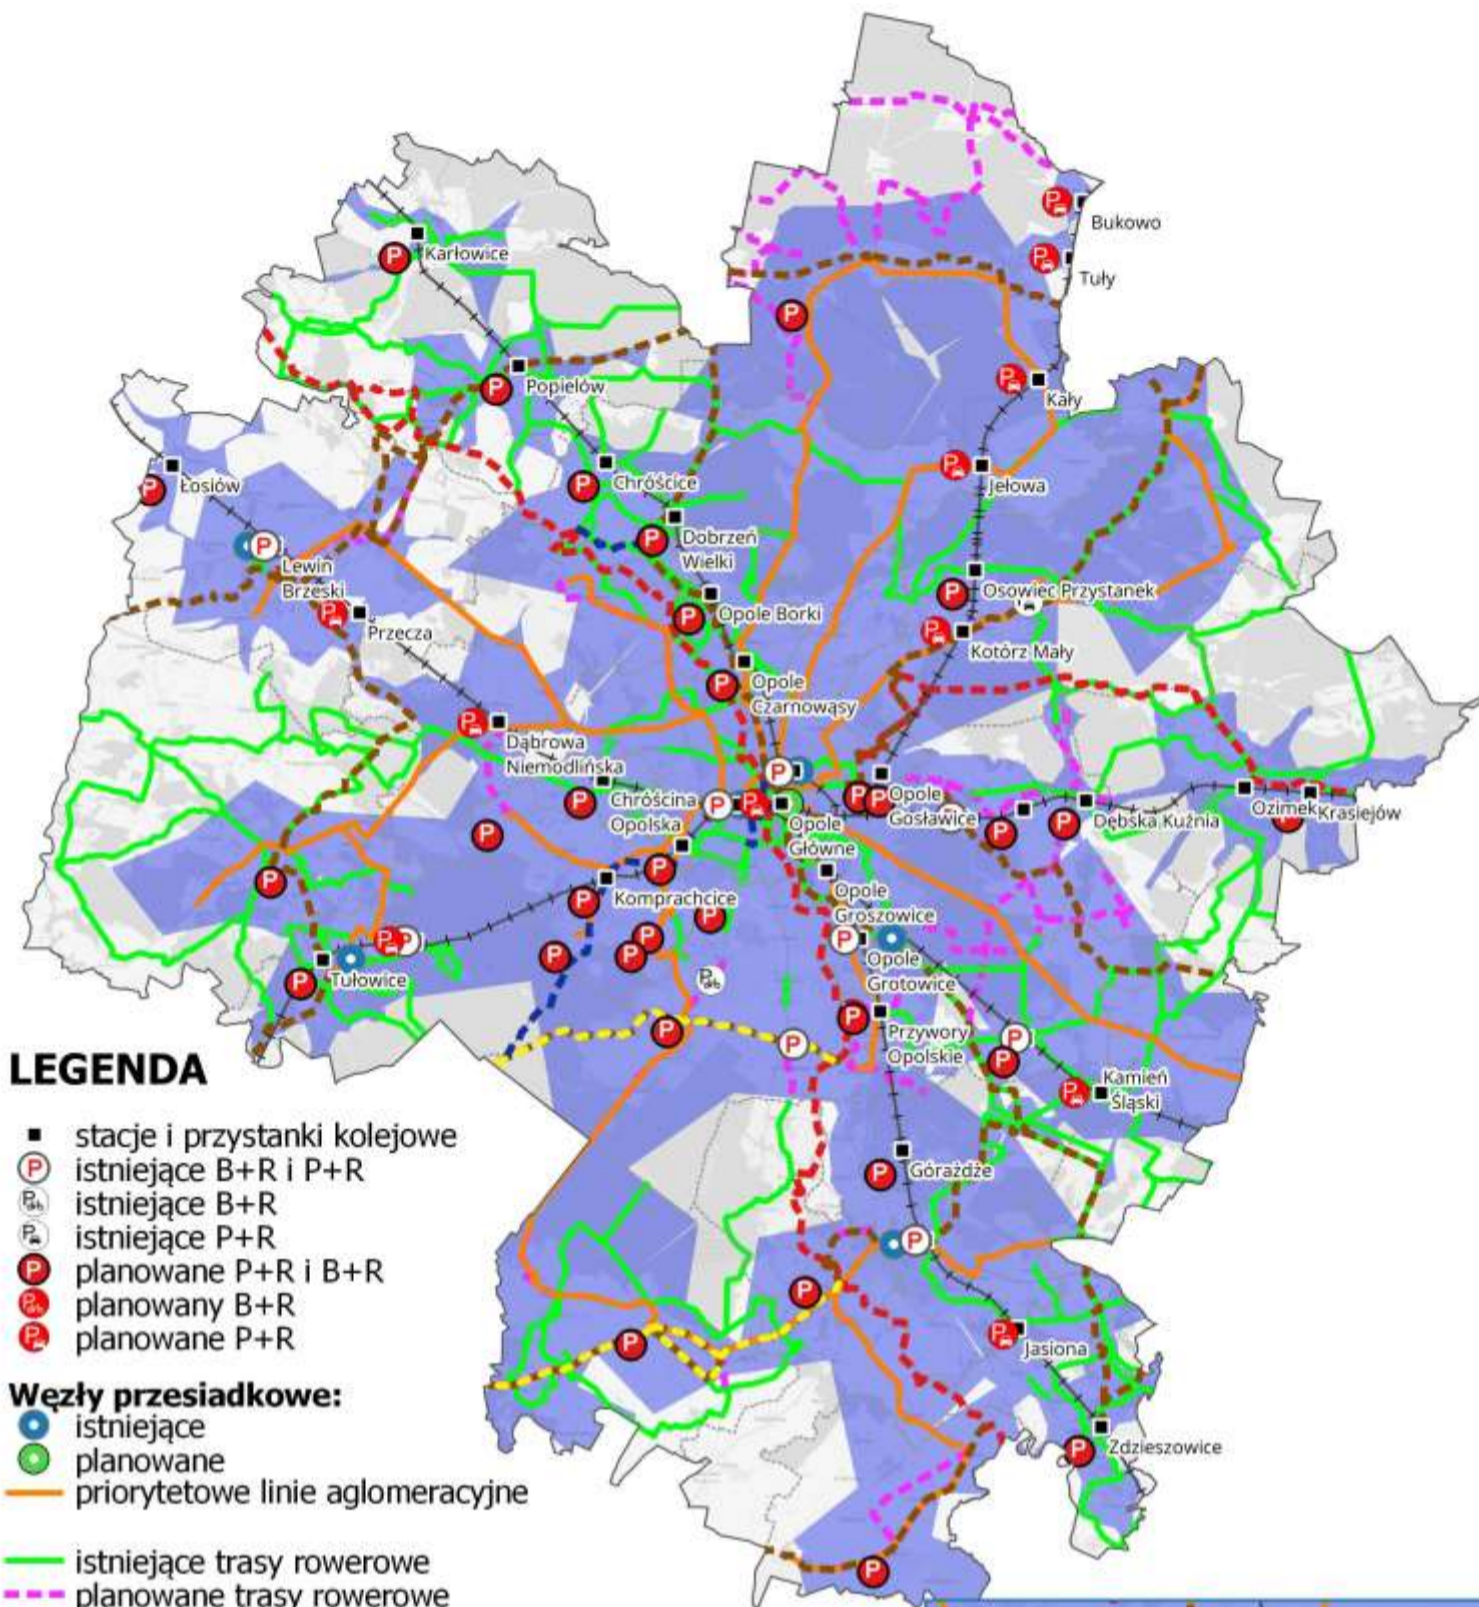 Bukowo
Tuły
Karłowice
Popielów
Kały
Łosiów
Chróścice
Jełowa
Dobrzeń
Wielki
Lewin
Brzeski
Osowiec Przystanek
Opole Borki
Przecza
Kotórz Mały
Opole
Czarnowąsy
Dąbrowa
Niemodlińska
Chróścina
Opolska
Opole
Gosławice
Dębska Kuźnia
Ozimek
Krasiejów
Opole
Główne
Komprachcice
Opole
Groszowice
Tułowice
Opole
Grotowice
Przywory
Opolskie
Kamień
Śląski
Górażdże
Jasiona
Zdzieszowice
LEGENDA
stacje i przystanki kolejowe
P istniejące B+R i P+R
P istniejące B+R
P istniejące P+R
P planowane P+R i B+R
P planowany B+R
P planowane P+R
Węzły przesiadkowe:
istniejące
planowane
priorytetowe linie aglomeracyjne
istniejące trasy rowerowe
planowane trasy rowerowe